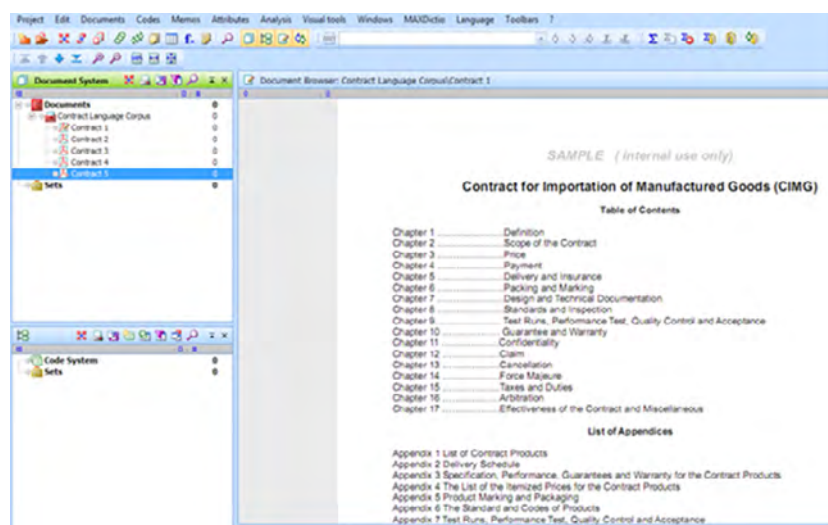 Project Edit Documents Codes Memos Attributes Analysis Visual tools Windows MAXDictio Language Toolbars ?
Document System
Documents 0
Contract Language Corpus 0
Contract 1 0
Contract 2 0
Contract 3 0
Contract 4 0
Contract 5 0
Sets 0
Code System 0
Sets 0
Document Browser: Contract Language Corpus\Contract 1
SAMPLE (internal use only)
Contract for Importation of Manufactured Goods (CIMG)
Table of Contents
Chapter 1 ................Definition
Chapter 2 ................Scope of the Contract
Chapter 3 ................Price
Chapter 4 ................Payment
Chapter 5 ................Delivery and Insurance
Chapter 6 ................Packing and Marking
Chapter 7 ................Design and Technical Documentation
Chapter 8 ................Standards and Inspection
Chapter 9 ................Test Runs, Performance Test, Quality Control and Acceptance
Chapter 10 ...............Guarantee and Warranty
Chapter 11 ...............Confidentiality
Chapter 12 ...............Claim
Chapter 13 ...............Cancellation
Chapter 14 ...............Force Majeure
Chapter 15 ...............Taxes and Duties
Chapter 16 ...............Arbitration
Chapter 17 ...............Effectiveness of the Contract and Miscellaneous
List of Appendices
Appendix 1 List of Contract Products
Appendix 2 Delivery Schedule
Appendix 3 Specification, Performance, Guarantees and Warranty for the Contract Products
Appendix 4 The List of the Itemized Prices for the Contract Products
Appendix 5 Product Marking and Packaging
Appendix 6 The Standard and Codes of Products
Appendix 7 Test Runs, Performance Test, Quality Control and Acceptance